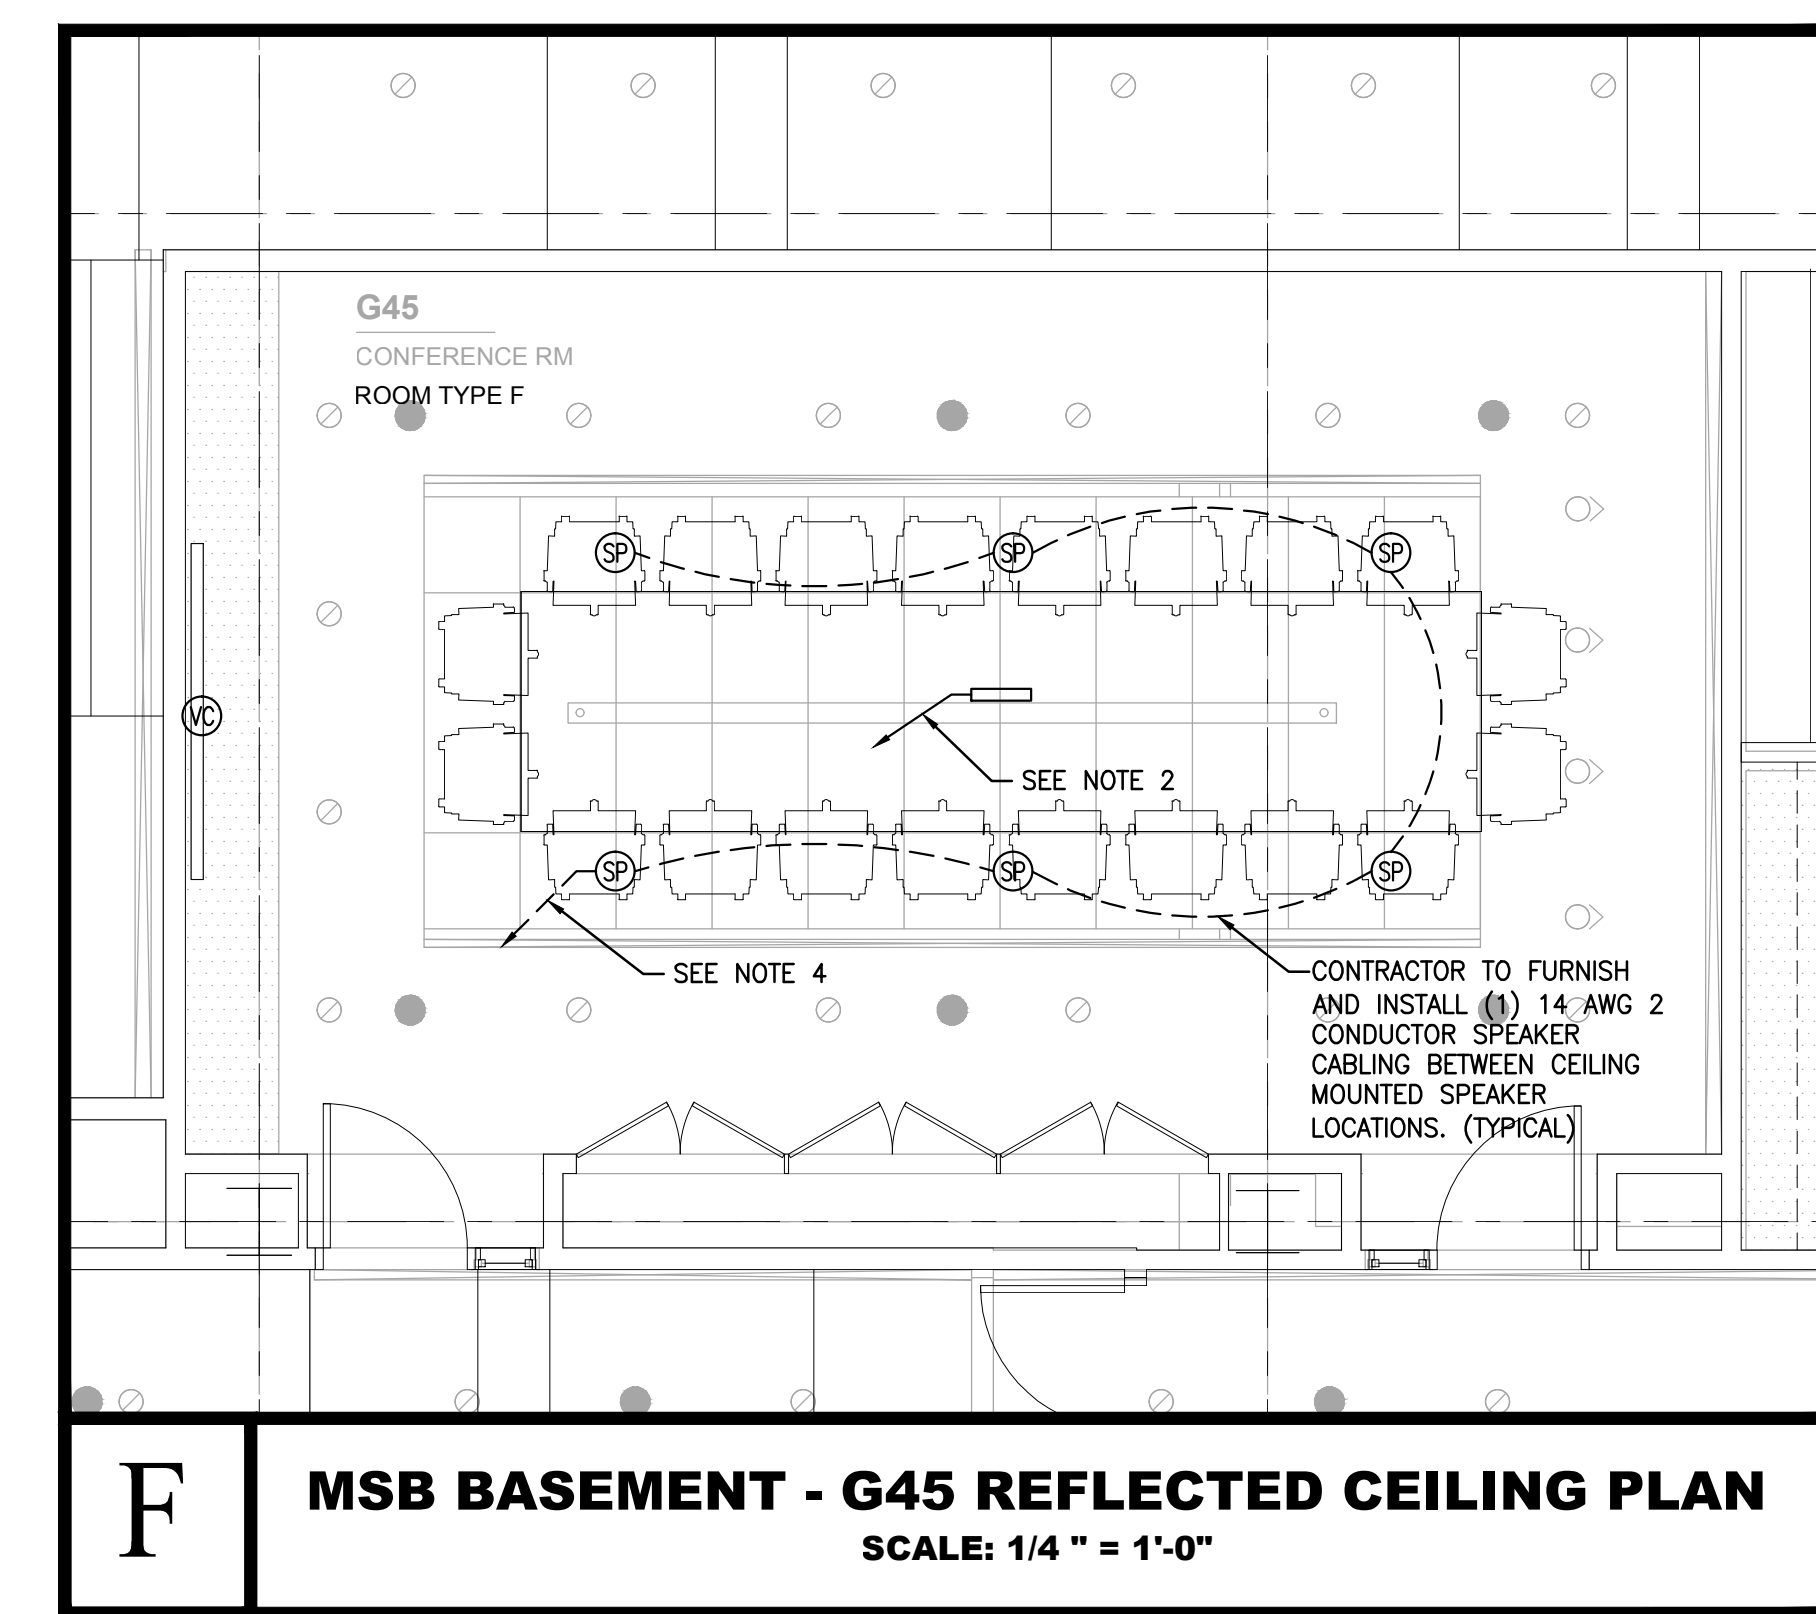 G45
CONFERENCE RM
ROOM TYPE F
SP
SP
SP
VC
SEE NOTE 2
SP
SP
SP
SEE NOTE 4
CONTRACTOR TO FURNISH
AND INSTALL (1) 14 AWG 2
CONDUCTOR SPEAKER
CABLING BETWEEN CEILING
MOUNTED SPEAKER
LOCATIONS. (TYPICAL)
F
MSB BASEMENT - G45 REFLECTED CEILING PLAN
SCALE: 1/4 " = 1'-0"